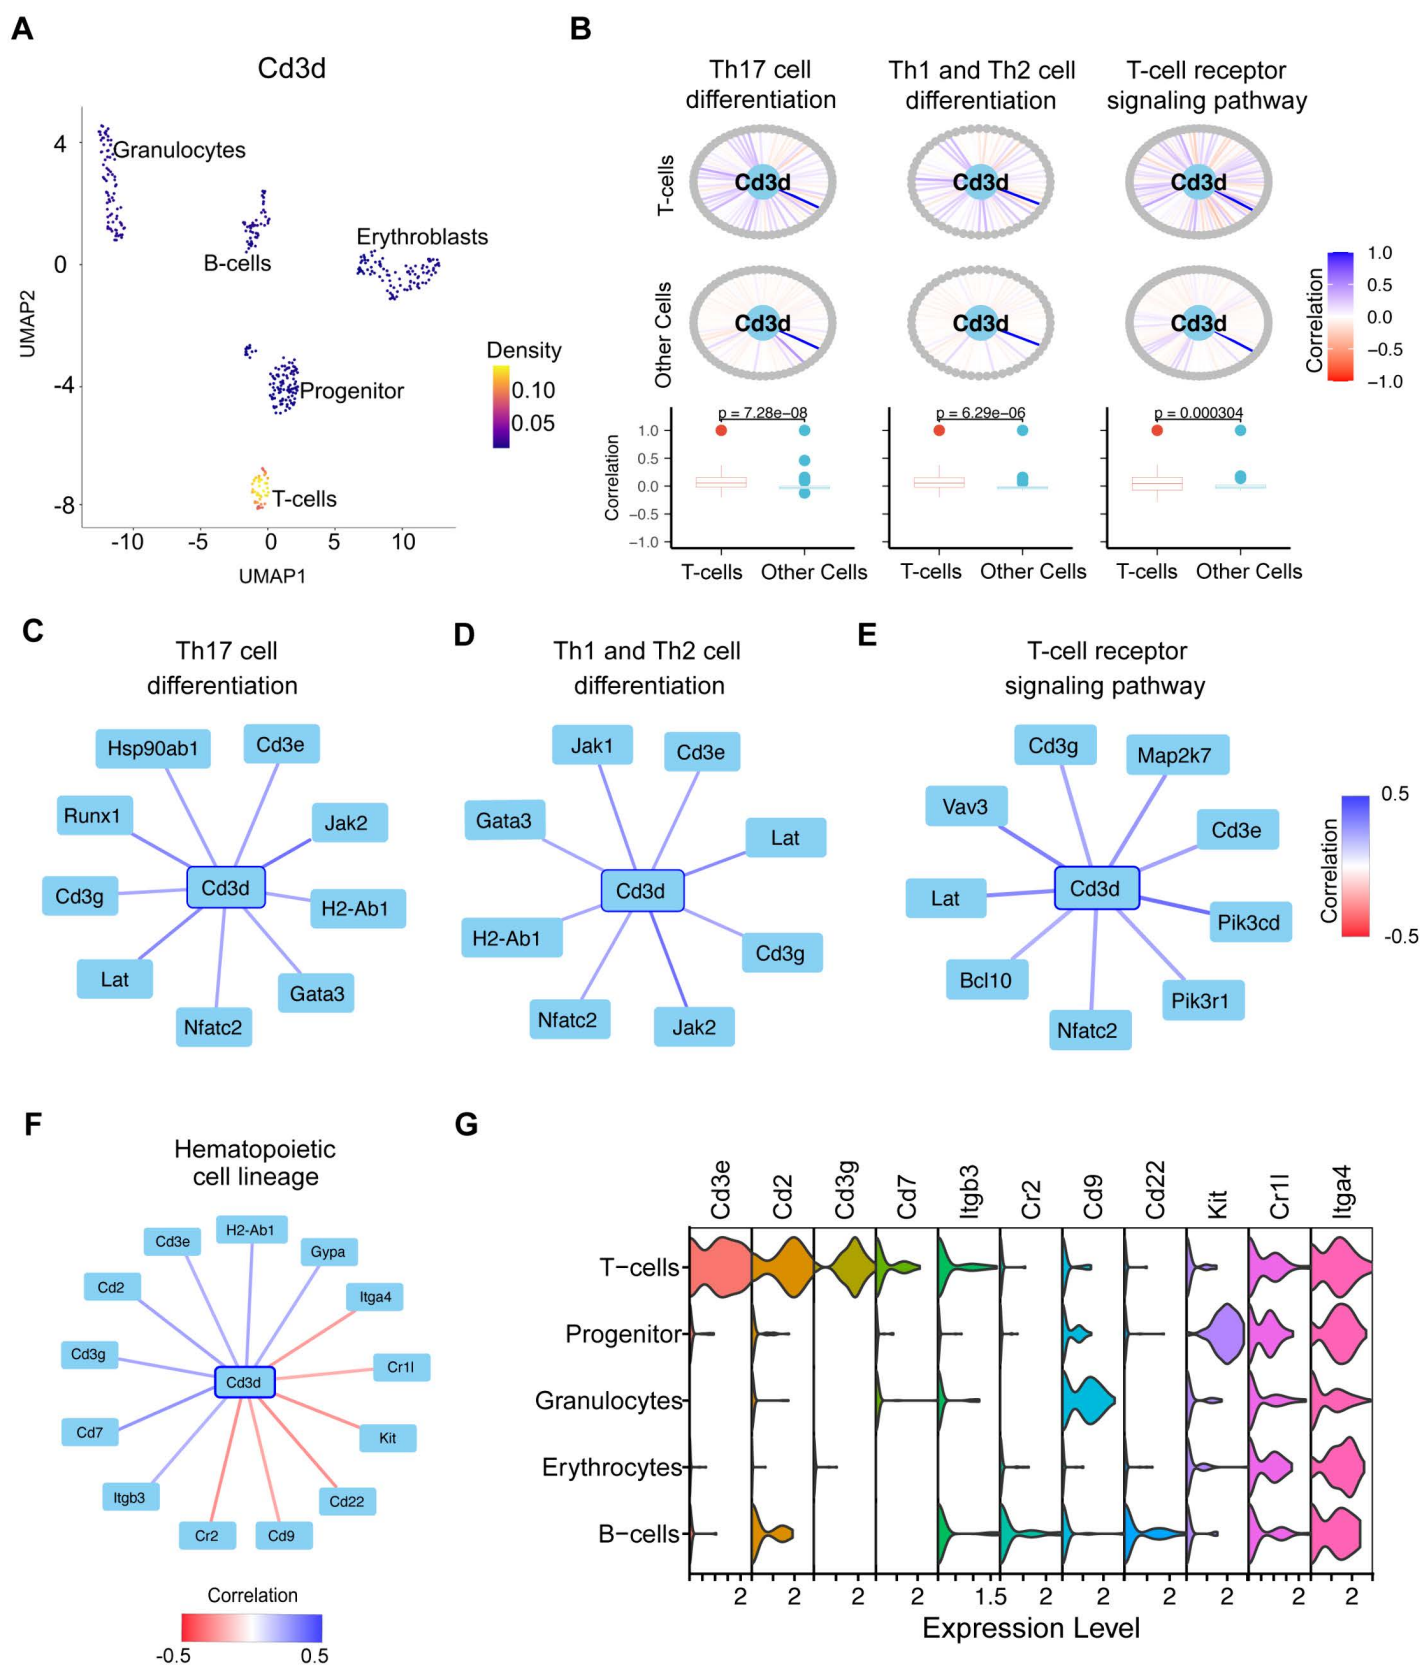 A
Cd3d
4
0
-4
-8
UMAP2
Granulocytes
B-cells
Erythroblasts
Progenitor
T-cells
Density
0.10
0.05
-10 -5 0 5 10
UMAP1
B
Th17 cell
differentiation
Th1 and Th2 cell
differentiation
T-cell receptor
signaling pathway
T-cells
Cd3d
Cd3d
Cd3d
Other Cells
Cd3d
Cd3d
Cd3d
Correlation
1.0
0.5
0.0
−0.5
−1.0
Correlation
1.0
0.5
0.0
−0.5
−1.0
p = 7.28e−08
p = 6.29e−06
p = 0.000304
T-cells Other Cells
T-cells Other Cells
T-cells Other Cells
C
Th17 cell
differentiation
Hsp90ab1
Cd3e
Runx1
Jak2
Cd3d
Cd3g
H2-Ab1
Lat
Gata3
Nfatc2
D
Th1 and Th2 cell
differentiation
Jak1
Cd3e
Gata3
Lat
Cd3d
H2-Ab1
Cd3g
Nfatc2
Jak2
E
T-cell receptor
signaling pathway
Cd3g
Map2k7
Vav3
Cd3e
Cd3d
Lat
Pik3cd
Bcl10
Pik3r1
Nfatc2
Correlation
0.5
-0.5
F
Hematopoietic
cell lineage
H2-Ab1
Cd3e
Gypa
Cd2
Itga4
Cd3g
Cr1l
Cd3d
Cd7
Kit
Itgb3
Cd22
Cr2
Cd9
Correlation
-0.5 0.5
G
Cd3e
Cd2
Cd3g
Cd7
Itgb3
Cr2
Cd9
Cd22
Kit
Cr1l
Itga4
T−cells
Progenitor
Granulocytes
Erythrocytes
B−cells
2 2 2 2 1.5 2 2 2 2 2 2
Expression Level